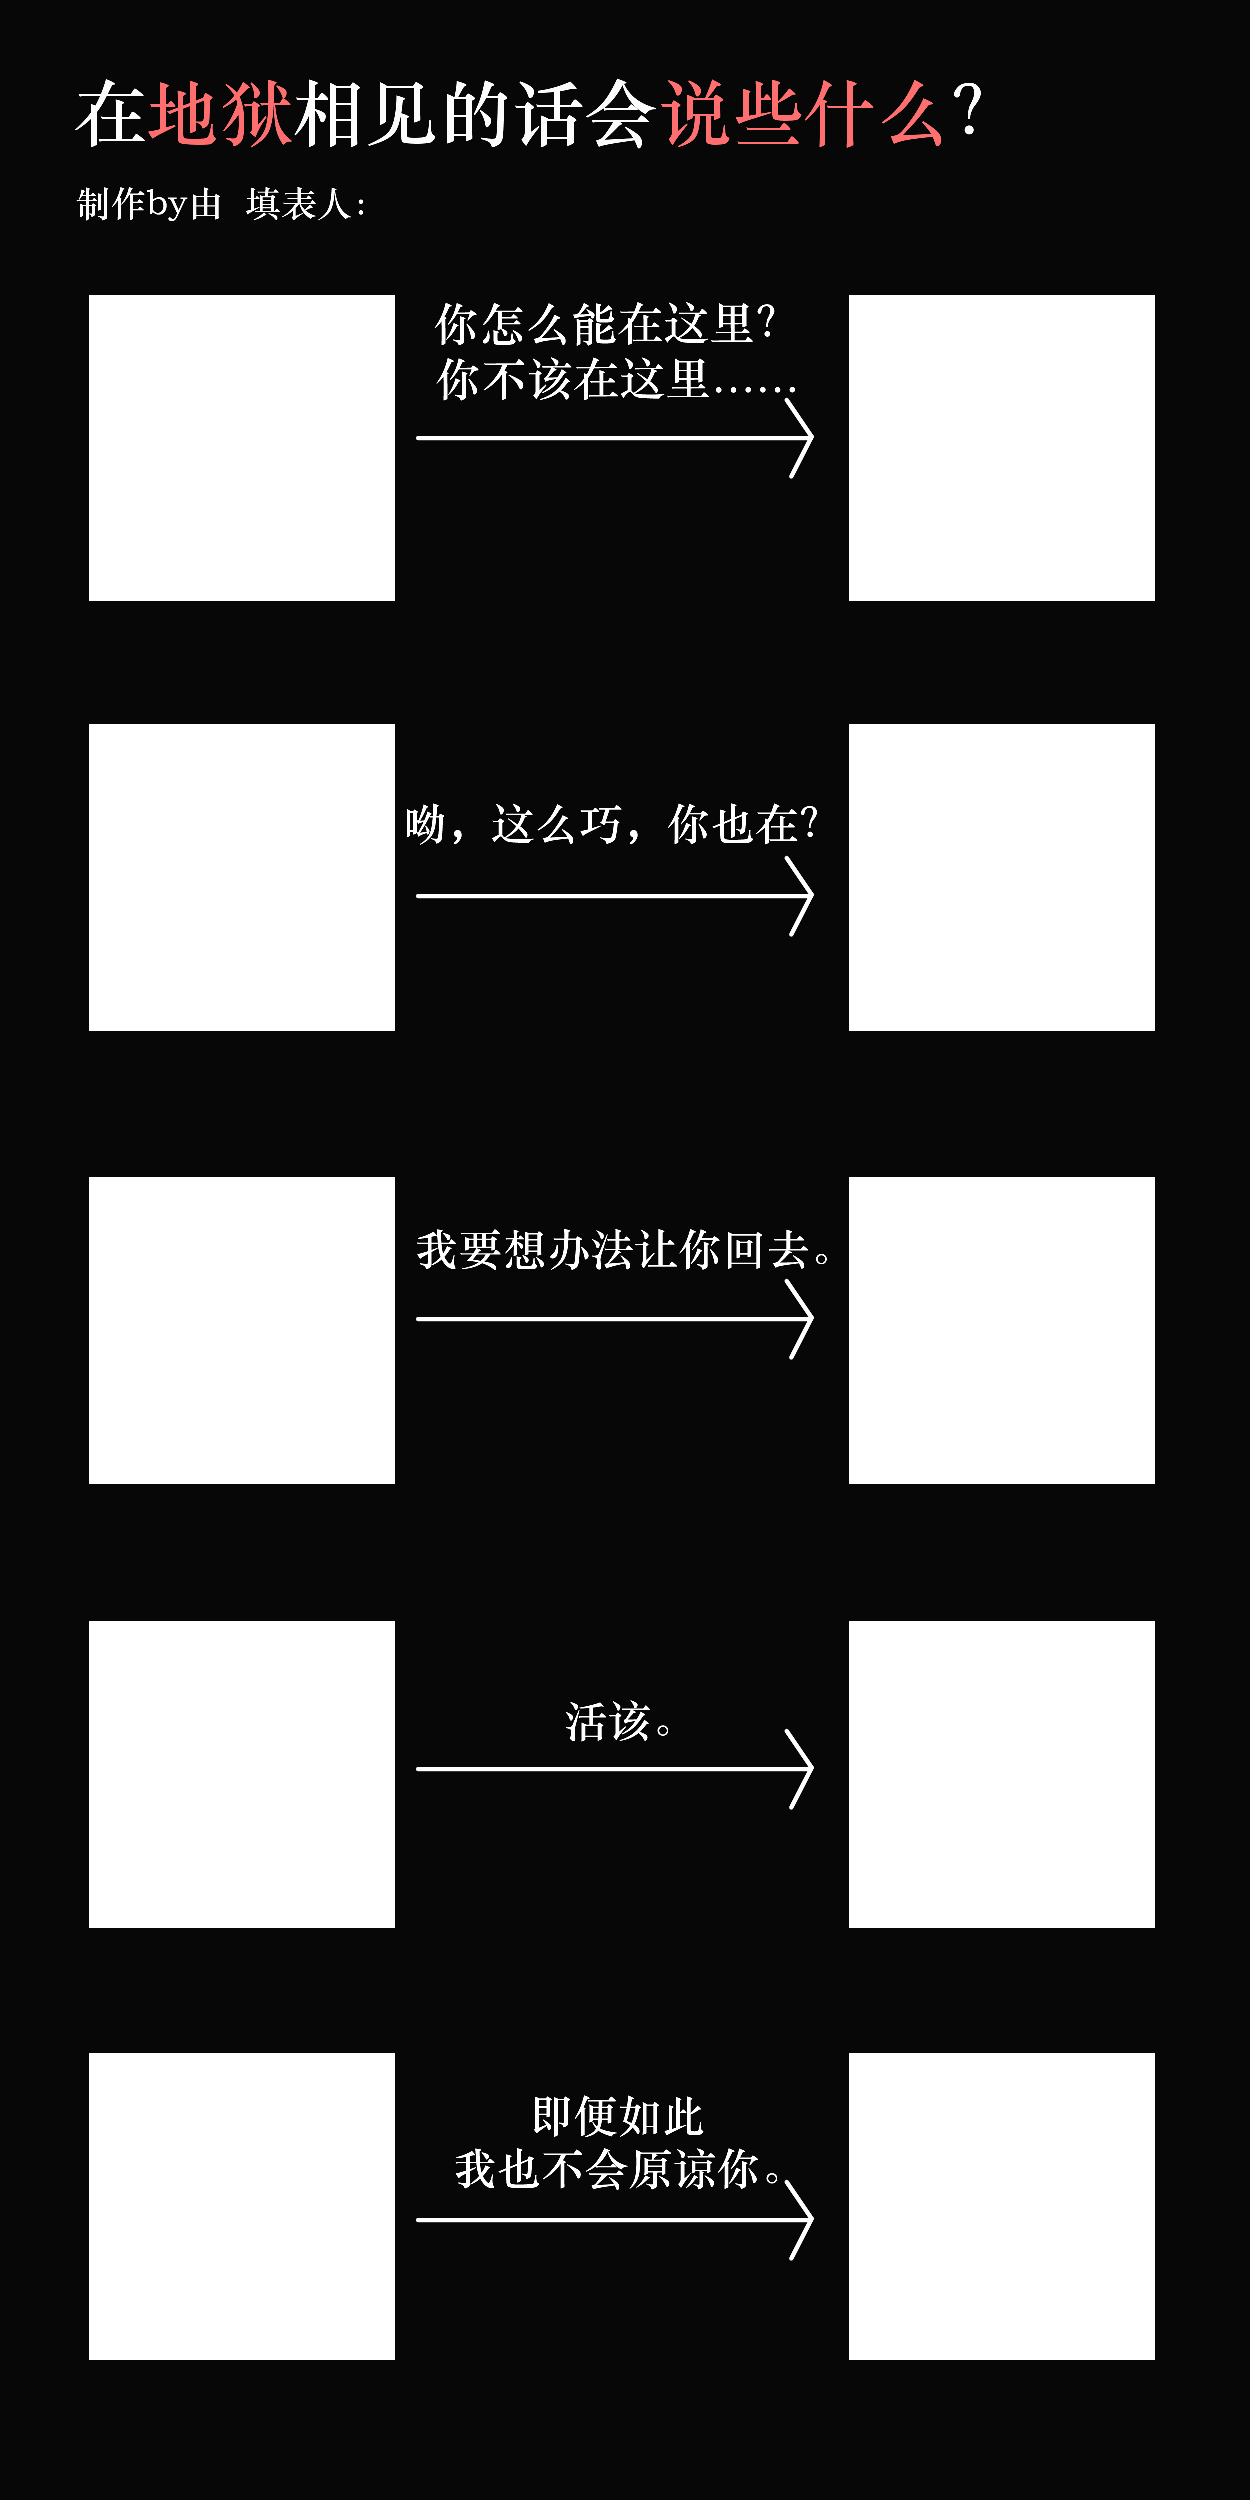 在地狱相见的话会说些什么？
制作by由 填表人：
你怎么能在这里？
你不该在这里……
呦，这么巧，你也在？
我要想办法让你回去。
活该。
即便如此
我也不会原谅你。